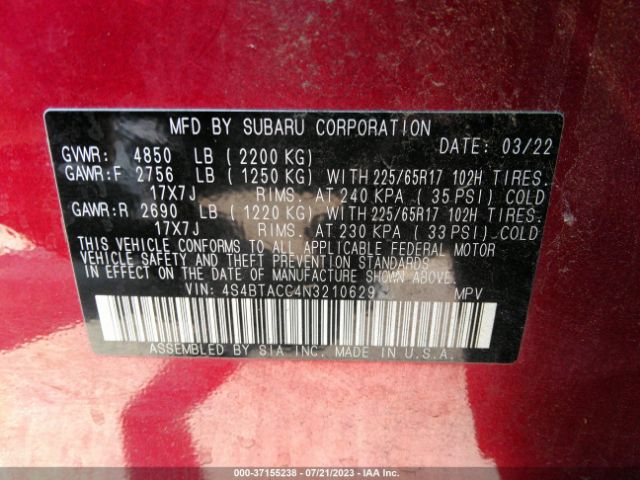 MFD BY SUBARU CORPORATION
DATE: 03/22
GVWR: 4850 LB ( 2200 KG)
GAWR:F 2756 LB ( 1250 KG) WITH 225/65R17 102H TIRES.
17X7J RIMS. AT 240 KPA ( 35 PSI) COLD
GAWR:R 2690 LB ( 1220 KG) WITH 225/65R17 102H TIRES.
17X7J RIMS. AT 230 KPA ( 33 PSI) COLD
THIS VEHICLE CONFORMS TO ALL APPLICABLE FEDERAL MOTOR
VEHICLE SAFETY AND THEFT PREVENTION STANDARDS
IN EFFECT ON THE DATE OF MANUFACTURE SHOWN ABOVE.
VIN: 4S4BTACC4N3210629 MPV
ASSEMBLED BY SIA INC. MADE IN U.S.A.
000-37155238 - 07/21/2023 - IAA Inc.